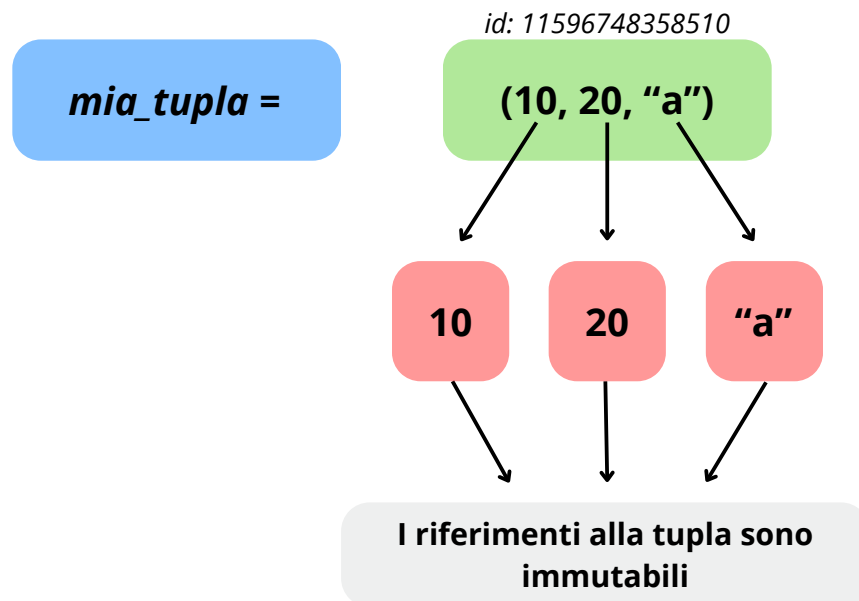 id: 11596748358510
mia_tupla =
(10, 20, “a”)
10
20
“a”
I riferimenti alla tupla sono
immutabili